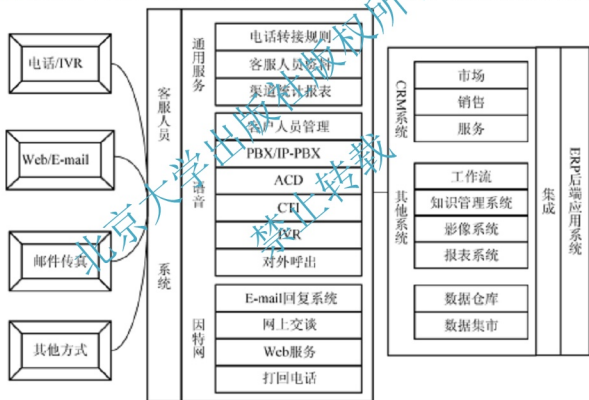 电话/IVR
Web/E-mail
邮件传真
其他方式
客服人员
系统
通用服务
电话转接规则
客服人员资料
渠道统计报表
语音
客户人员管理
PBX/IP-PBX
ACD
CTI
IVR
对外呼出
因特网
E-mail回复系统
网上交谈
Web服务
打回电话
CRM系统
市场
销售
服务
其他系统
工作流
知识管理系统
影像系统
报表系统
数据仓库
数据集市
集成
ERP后端应用系统
北京大学出版社版权所
禁止转载